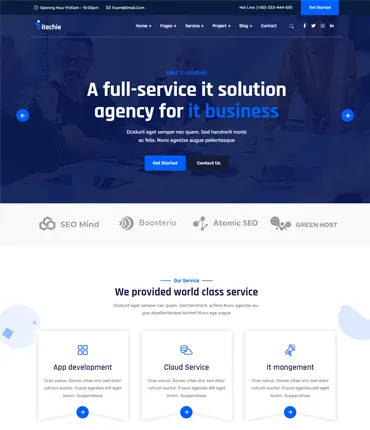 Opening Hour 9:00am - 10:00pm Exam@Gmail.Com Hot Line: (+00)-333-444-555 Get Started
itechie Home + Pages + Service + Project + Blog + Contact
best it solution
A full-service it solution
agency for it business
Dcidunt eget semper nec quam. Sed hendrerit morbi
ac felis. Nunc egestas augue pellentesque
Get Started Contact Us
SEO Mind Boosterio Atomic SEO GREEN HOST
Our Service
We provided world class service
Dcidunt eget semper nec quam. Sed hendrerit. acfelis Nunc egestas au
gue atpellentesque laoreet Nunc ege augue
App development
Cras varius. Donec vitae orci sed dolor
rutrum auctor. Fusce egestas elit eget
lorem. Suspendisse
Cloud Service
Cras varius. Donec vitae orci sed dolor
rutrum auctor. Fusce egestas elit eget
lorem. Suspendisse
It mangement
Cras varius. Donec vitae orci sed dolor
rutrum auctor. Fusce egestas elit eget
lorem. Suspendisse